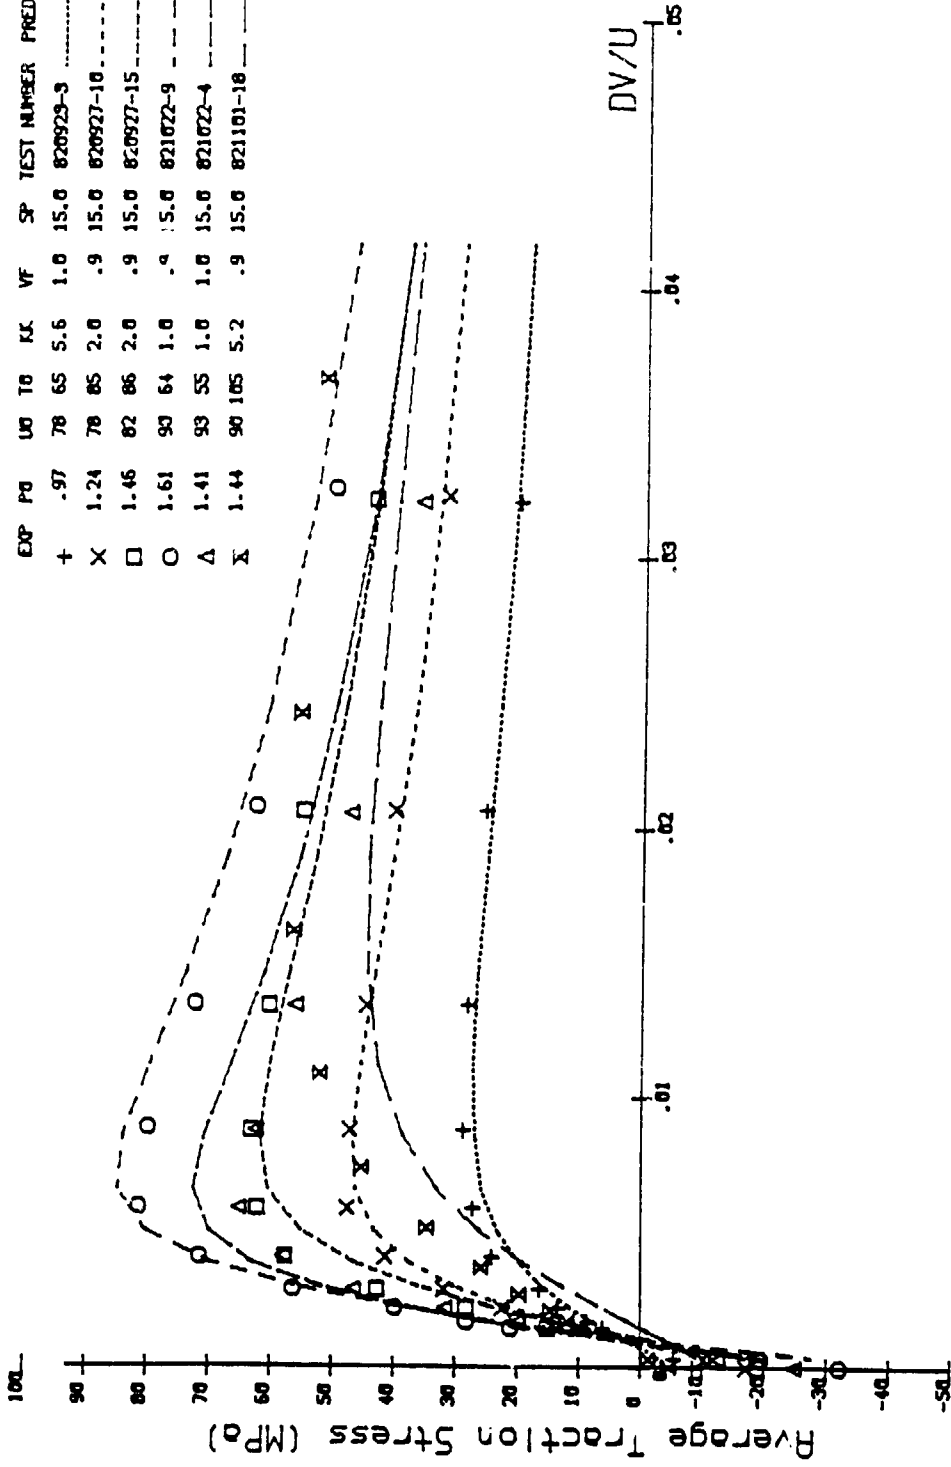 EXP P0 U0 T0 KK VF SP TEST NUMBER PRED
+ .97 78 65 5.6 1.0 15.0 820929-3
X 1.24 78 85 2.0 .9 15.0 820927-10
□ 1.46 82 86 2.0 .9 15.0 820927-15
O 1.61 90 64 1.0 .9 15.0 821022-9
Δ 1.41 93 55 1.0 1.0 15.0 821022-4
X 1.44 90 105 5.2 .9 15.0 821101-18
100
90
80
70
60
50
40
30
20
10
0
-10
-20
-30
-40
-50
Average Traction Stress (MPa)
.01
.02
.03
.04
.05
DV/U